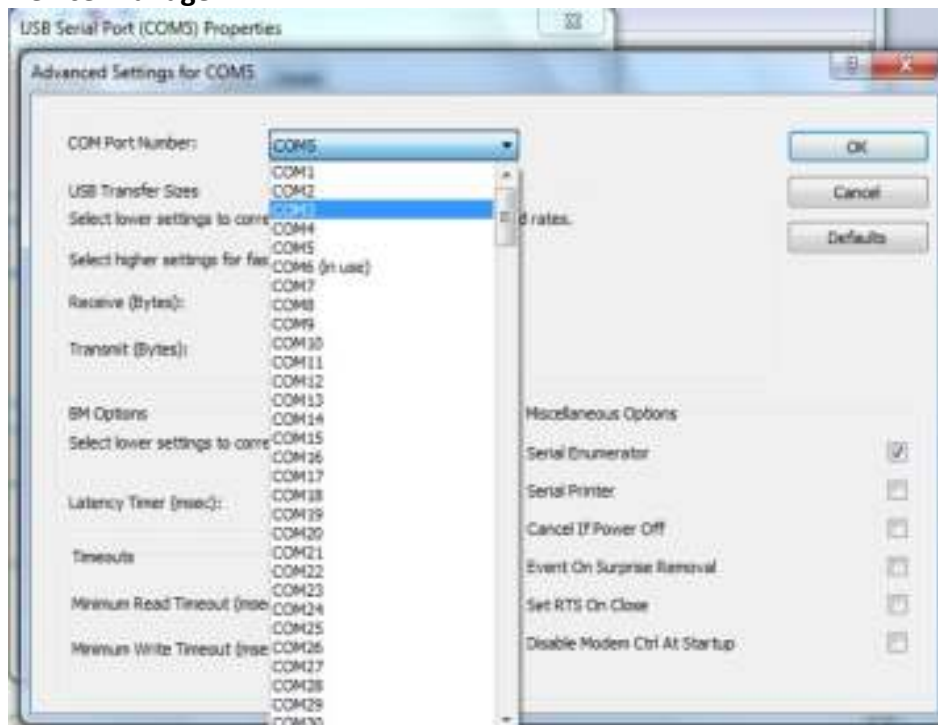 USB Serial Port (COM5) Properties
Advanced Settings for COM5
COM Port Number:
COM5
OK
Cancel
Defaults
USB Transfer Sizes
Select lower settings to corre
d rates.
Select higher settings for fas
Receive (Bytes):
Transmit (Bytes):
BM Options
Select lower settings to corre
Latency Timer (msec):
Timeouts
Minimum Read Timeout (mse
Minimum Write Timeout (mse
COM1
COM2
COM3
COM4
COM5
COM6 (in use)
COM7
COM8
COM9
COM10
COM11
COM12
COM13
COM14
COM15
COM16
COM17
COM18
COM19
COM20
COM21
COM22
COM23
COM24
COM25
COM26
COM27
COM28
COM29
COM30
Miscellaneous Options
Serial Enumerator
Serial Printer
Cancel If Power Off
Event On Surprise Removal
Set RTS On Close
Disable Modem Ctrl At Startup